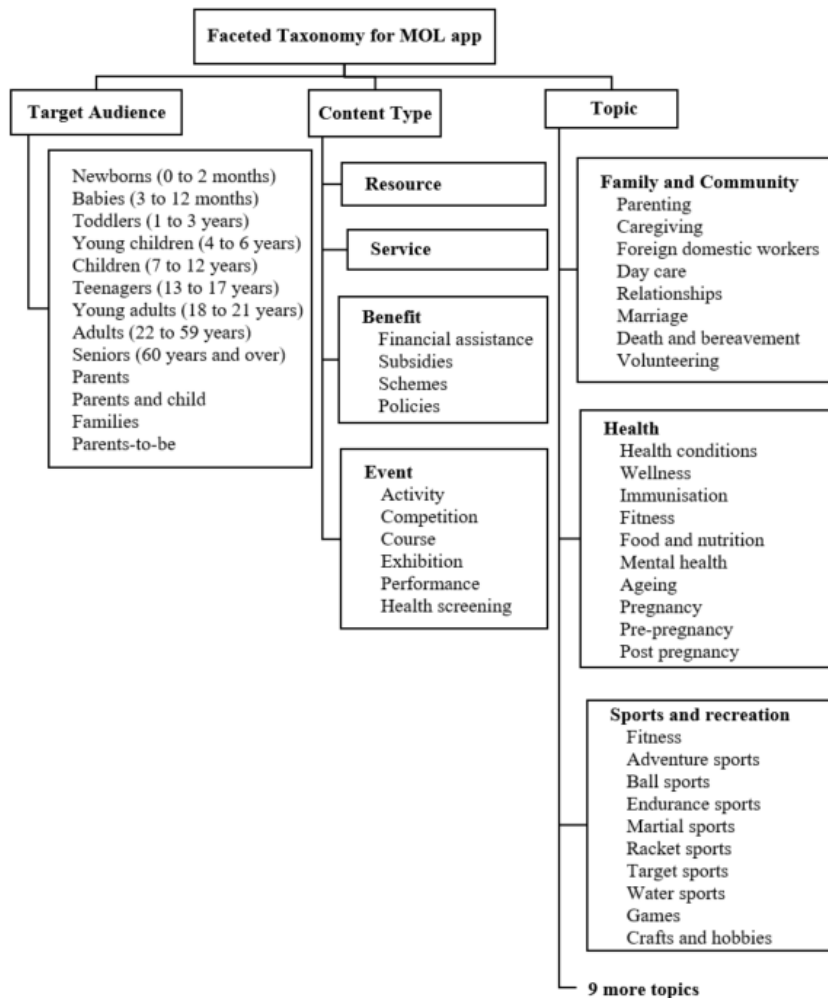 Faceted Taxonomy for MOL app
Target Audience
Newborns (0 to 2 months)
Babies (3 to 12 months)
Toddlers (1 to 3 years)
Young children (4 to 6 years)
Children (7 to 12 years)
Teenagers (13 to 17 years)
Young adults (18 to 21 years)
Adults (22 to 59 years)
Seniors (60 years and over)
Parents
Parents and child
Families
Parents-to-be
Content Type
Resource
Service
Benefit
Financial assistance
Subsidies
Schemes
Policies
Event
Activity
Competition
Course
Exhibition
Performance
Health screening
Topic
Family and Community
Parenting
Caregiving
Foreign domestic workers
Day care
Relationships
Marriage
Death and bereavement
Volunteering
Health
Health conditions
Wellness
Immunisation
Fitness
Food and nutrition
Mental health
Ageing
Pregnancy
Pre-pregnancy
Post pregnancy
Sports and recreation
Fitness
Adventure sports
Ball sports
Endurance sports
Martial sports
Racket sports
Target sports
Water sports
Games
Crafts and hobbies
9 more topics